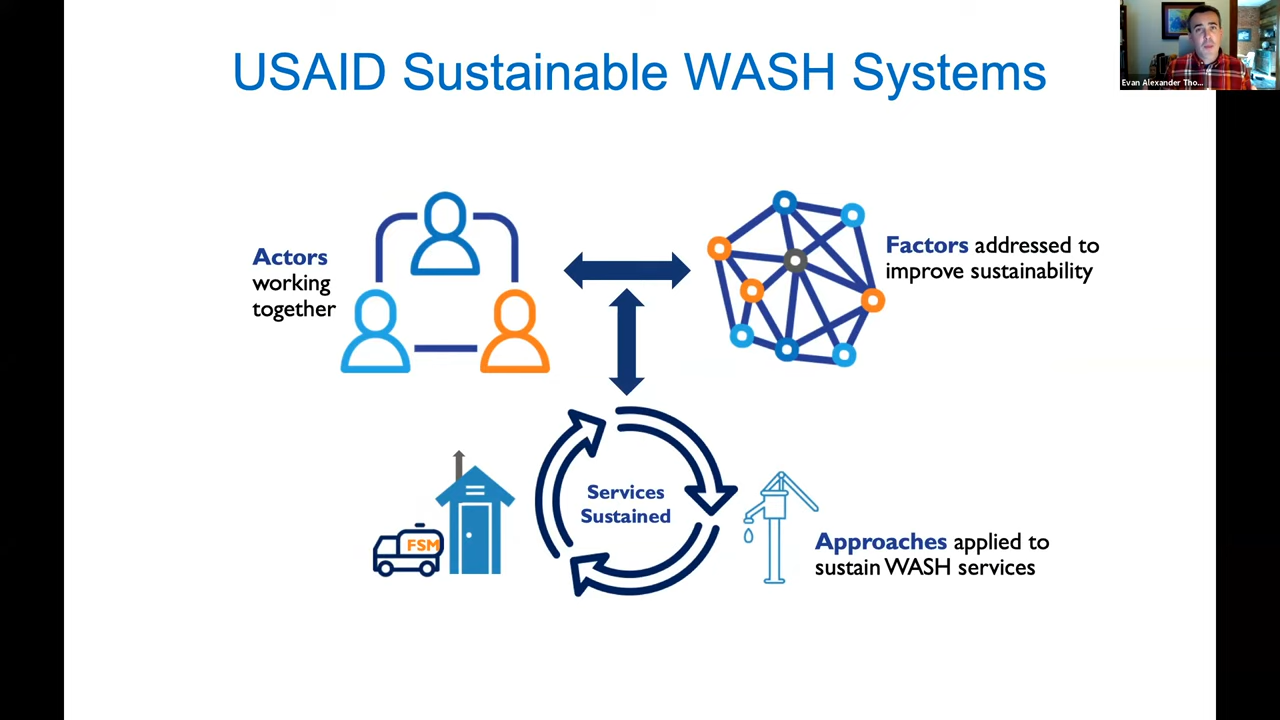 USAID Sustainable WASH Systems
Evan Alexander Tho...
Actors
working
together
Factors addressed to
improve sustainability
Services
Sustained
FSM
Approaches applied to
sustain WASH services